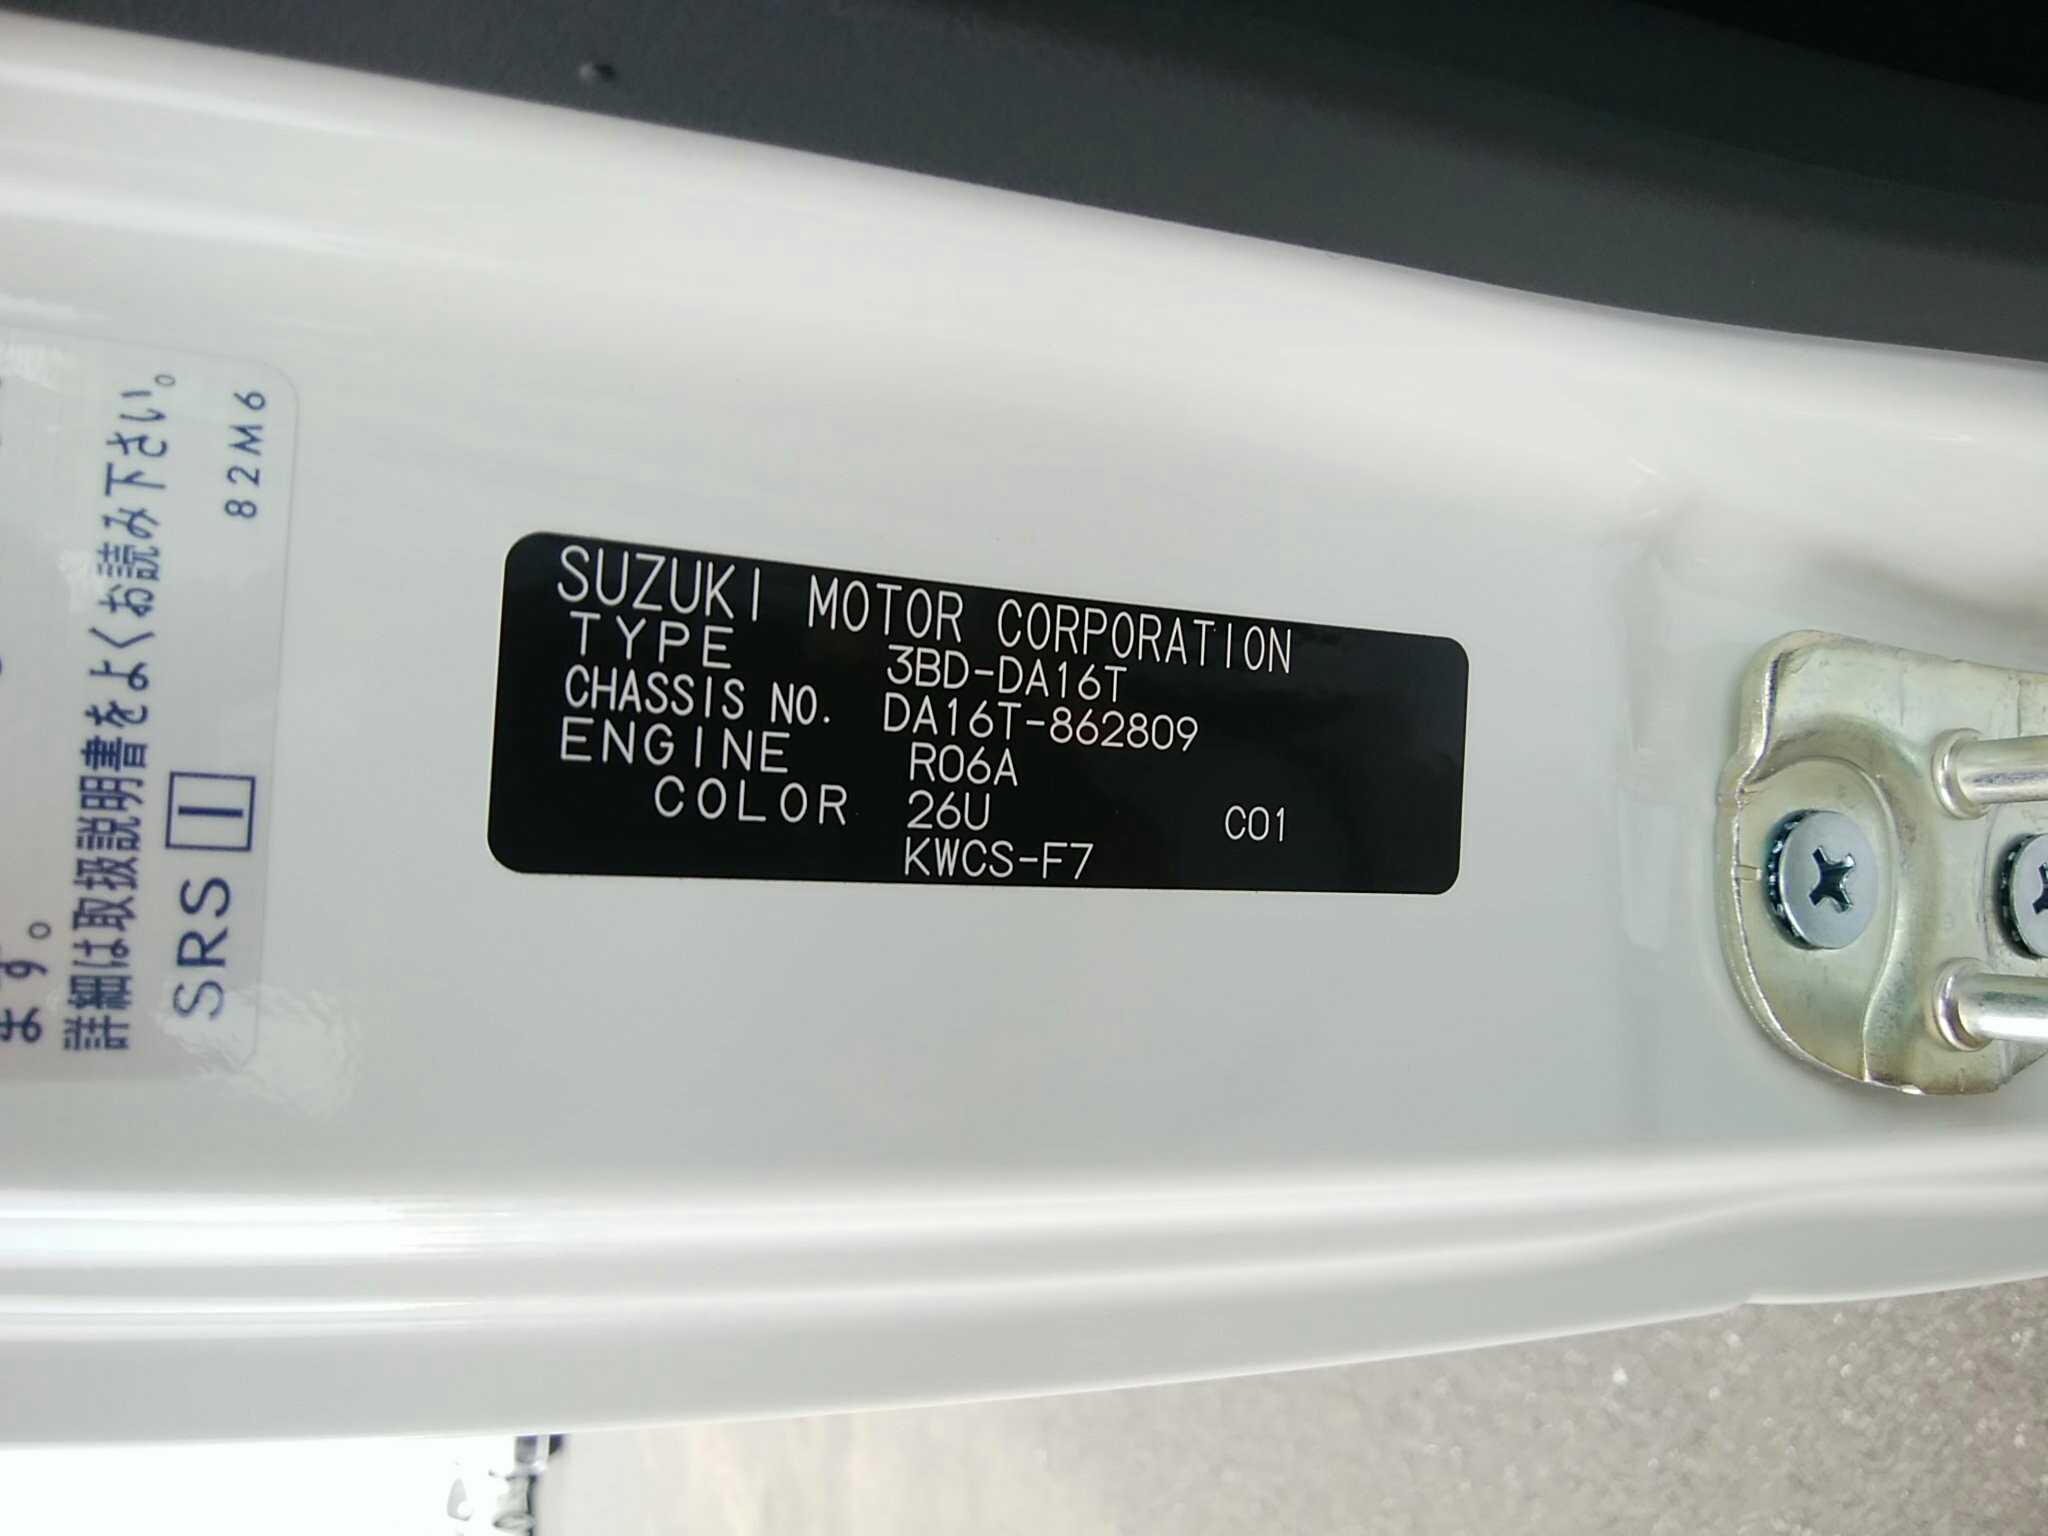 SUZUKI MOTOR CORPORATION
TYPE 3BD-DA16T
CHASSIS NO. DA16T-862809
ENGINE R06A
COLOR 26U C01
KWCS-F7
ます。
詳細は取扱説明書をよくお読み下さい。
SRS I 82M6